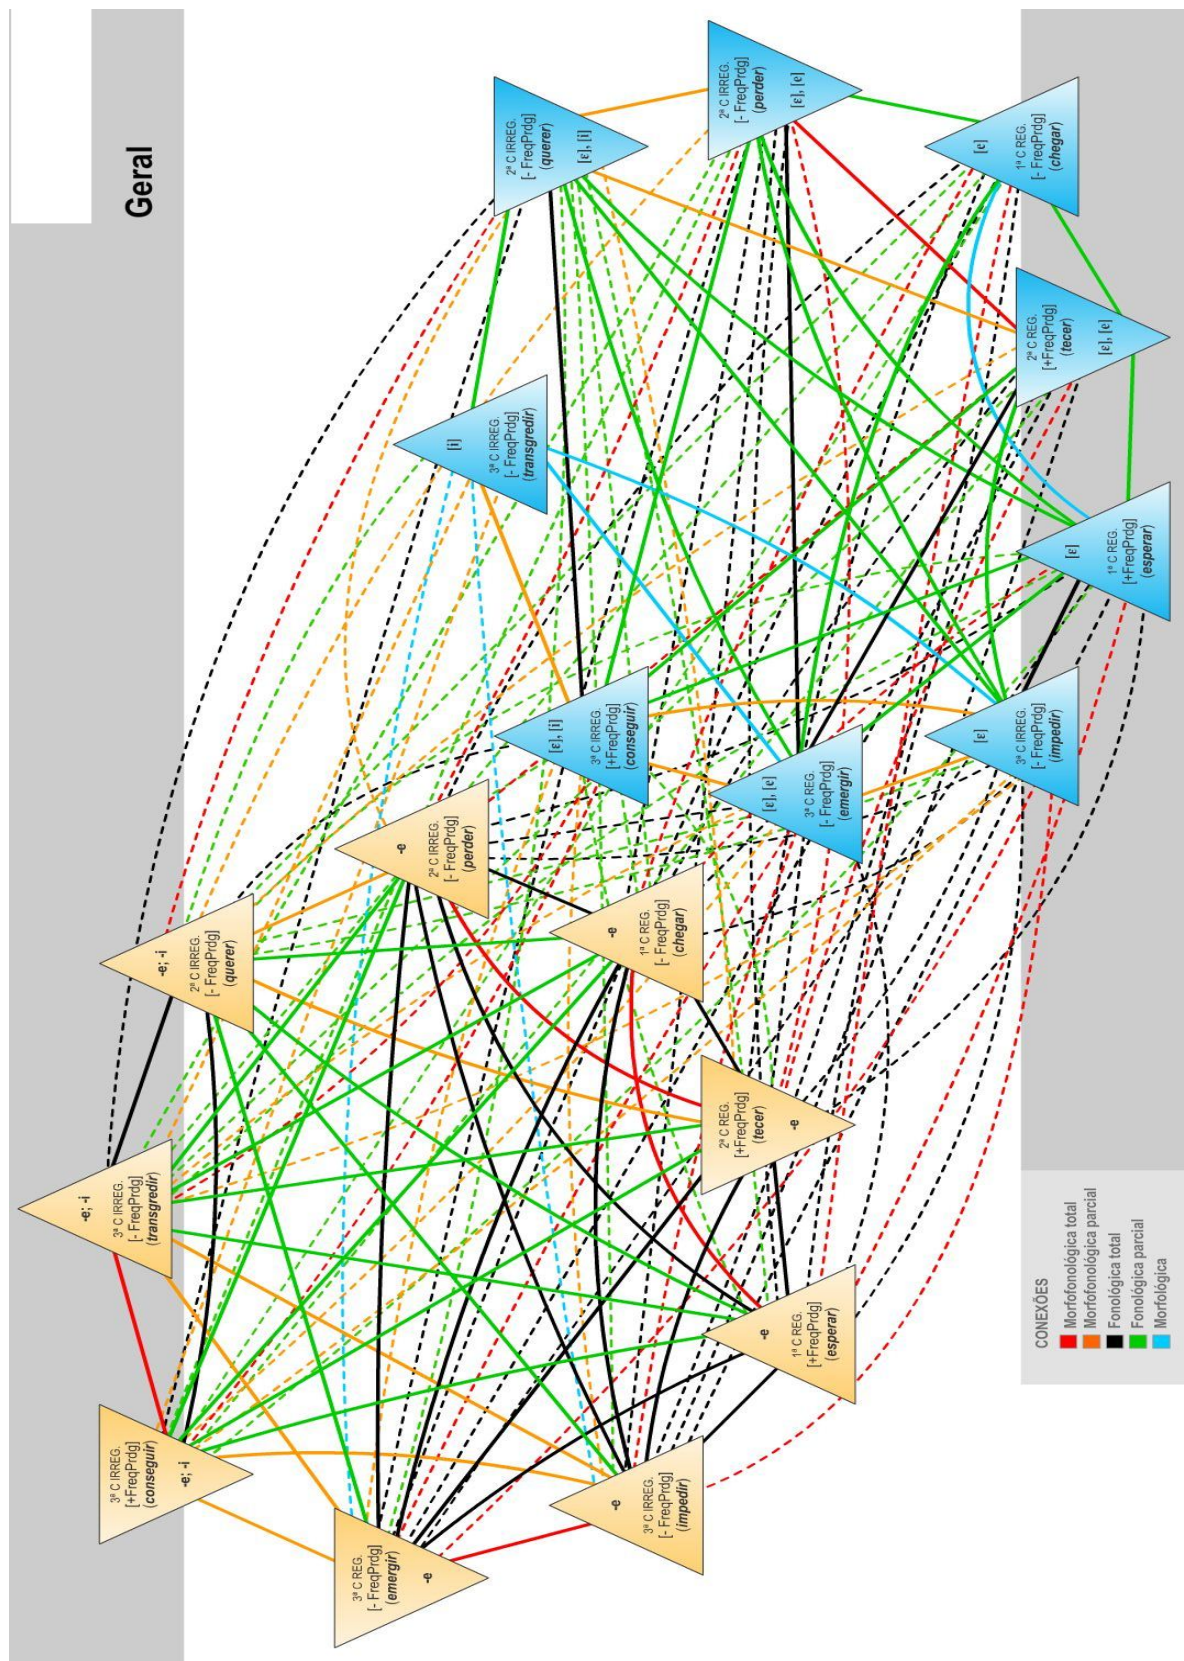 Geral
-e; -i
3ª C IRREG.
[- FreqPrdg]
(transgredir)
3ª C IRREG.
[+FreqPrdg]
(conseguir)
-e; -i
-e; -i
2ª C IRREG.
[- FreqPrdg]
(querer)
3ª C REG.
[- FreqPrdg]
(emergir)
-e
-e
2ª C IRREG.
[- FreqPrdg]
(perder)
-e
3ª C IRREG.
[- FreqPrdg]
(impedir)
-e
1ª C REG.
[- FreqPrdg]
(chegar)
-e
1ª C REG.
[+FreqPrdg]
(esperar)
2ª C REG.
[+FreqPrdg]
(tecer)
-e
[i]
3ª C IRREG.
[- FreqPrdg]
(transgredir)
2ª C IRREG.
[- FreqPrdg]
(querer)
[ɛ], [i]
[ɛ], [i]
3ª C IRREG.
[+FreqPrdg]
(conseguir)
2ª C IRREG.
[- FreqPrdg]
(perder)
[ɛ], [e]
[ɛ], [e]
3ª C REG.
[- FreqPrdg]
(emergir)
[e]
1ª C REG.
[- FreqPrdg]
(chegar)
[ɛ]
3ª C IRREG.
[- FreqPrdg]
(impedir)
2ª C REG.
[+FreqPrdg]
(tecer)
[ɛ], [e]
[ɛ]
1ª C REG.
[+FreqPrdg]
(esperar)
CONEXÕES
Morfofonológica total
Morfofonológica parcial
Fonológica total
Fonológica parcial
Morfológica